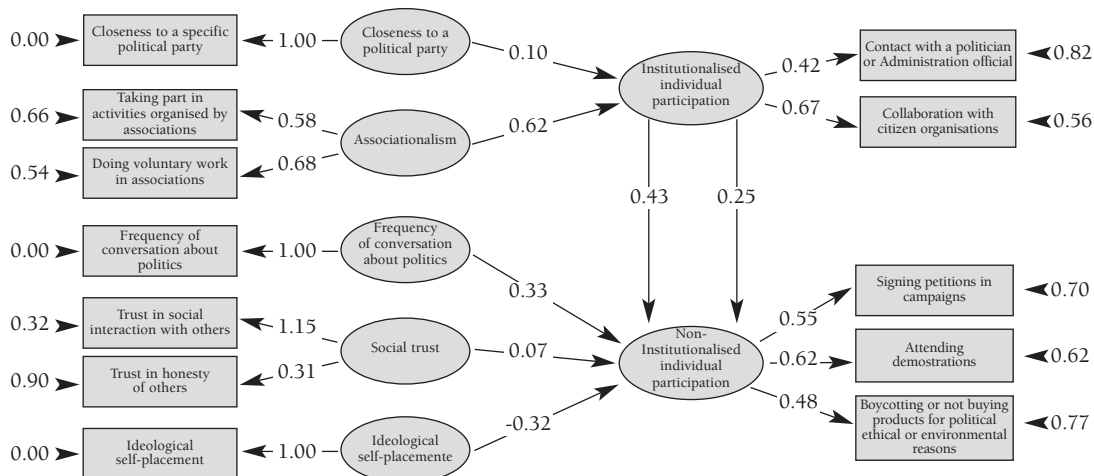 0.00
Closeness to a specific
political party
1.00
Closeness to a
political party
0.10
0.66
Taking part in
activities organised by
associations
0.58
Associationalism
0.62
0.54
Doing voluntary work
in associations
0.68
Institutionalised
individual
participation
0.42
Contact with a politician
or Administration official
0.82
0.67
Collaboration with
citizen organisations
0.56
0.43
0.25
0.00
Frequency of
conversation about
politics
1.00
Frequency
of conversation
about politics
0.33
0.32
Trust in social
interaction with others
1.15
Social trust
0.07
0.90
Trust in honesty
of others
0.31
0.00
Ideological
self-placement
1.00
Ideological
self-placemente
-0.32
Non-
Institutionalised
individual
participation
0.55
Signing petitions in
campaigns
0.70
0.62
Attending
demostrations
0.62
0.48
Boycotting or not buying
products for political
ethical or environmental
reasons
0.77